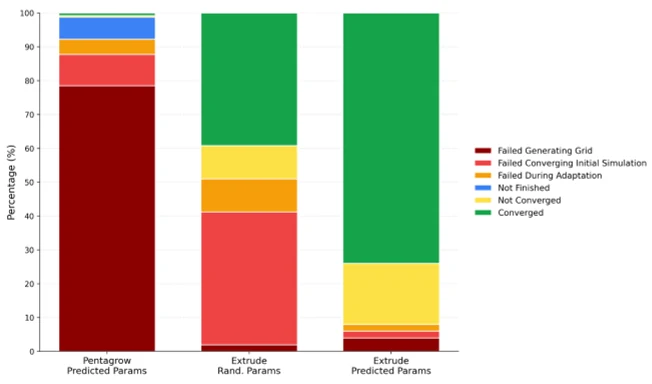 100
90
80
70
60
50
40
30
20
10
0
Percentage (%)
Pentagrow
Predicted Params
Extrude
Rand. Params
Extrude
Predicted Params
Failed Generating Grid
Failed Converging Initial Simulation
Failed During Adaptation
Not Finished
Not Converged
Converged